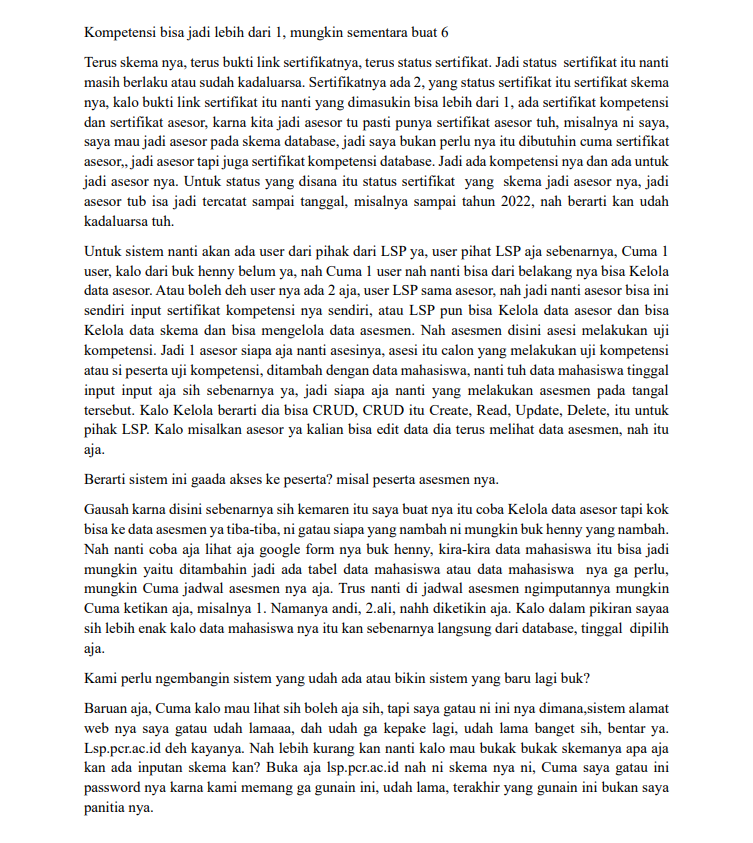 Kompetensi bisa jadi lebih dari 1, mungkin sementara buat 6
Terus skema nya, terus bukti link sertifikatnya, terus status sertifikat. Jadi status  sertifikat itu nanti
masih berlaku atau sudah kadaluarsa. Sertifikatnya ada 2, yang status sertifikat itu sertifikat skema
nya, kalo bukti link sertifikat itu nanti yang dimasukin bisa lebih dari 1, ada sertifikat kompetensi
dan sertifikat asesor, karna kita jadi asesor tu pasti punya sertifikat asesor tuh, misalnya ni saya,
saya mau jadi asesor pada skema database, jadi saya bukan perlu nya itu dibutuhin cuma sertifikat
asesor,, jadi asesor tapi juga sertifikat kompetensi database. Jadi ada kompetensi nya dan ada untuk
jadi asesor nya. Untuk status yang disana itu status sertifikat  yang  skema jadi asesor nya, jadi
asesor tub isa jadi tercatat sampai tanggal, misalnya sampai tahun 2022, nah berarti kan udah
kadaluarsa tuh.
Untuk sistem nanti akan ada user dari pihak dari LSP ya, user pihat LSP aja sebenarnya, Cuma 1
user, kalo dari buk henny belum ya, nah Cuma 1 user nah nanti bisa dari belakang nya bisa Kelola
data asesor. Atau boleh deh user nya ada 2 aja, user LSP sama asesor, nah jadi nanti asesor bisa ini
sendiri input sertifikat kompetensi nya sendiri, atau LSP pun bisa Kelola data asesor dan bisa
Kelola data skema dan bisa mengelola data asesmen. Nah asesmen disini asesi melakukan uji
kompetensi. Jadi 1 asesor siapa aja nanti asesinya, asesi itu calon yang melakukan uji kompetensi
atau si peserta uji kompetensi, ditambah dengan data mahasiswa, nanti tuh data mahasiswa tinggal
input input aja sih sebenarnya ya, jadi siapa aja nanti yang melakukan asesmen pada tangal
tersebut. Kalo Kelola berarti dia bisa CRUD, CRUD itu Create, Read, Update, Delete, itu untuk
pihak LSP. Kalo misalkan asesor ya kalian bisa edit data dia terus melihat data asesmen, nah itu
aja.
Berarti sistem ini gaada akses ke peserta? misal peserta asesmen nya.
Gausah karna disini sebenarnya sih kemaren itu saya buat nya itu coba Kelola data asesor tapi kok
bisa ke data asesmen ya tiba-tiba, ni gatau siapa yang nambah ni mungkin buk henny yang nambah.
Nah nanti coba aja lihat aja google form nya buk henny, kira-kira data mahasiswa itu bisa jadi
mungkin yaitu ditambahin jadi ada tabel data mahasiswa atau data mahasiswa  nya ga perlu,
mungkin Cuma jadwal asesmen nya aja. Trus nanti di jadwal asesmen ngimputannya mungkin
Cuma ketikan aja, misalnya 1. Namanya andi, 2.ali, nahh diketikin aja. Kalo dalam pikiran sayaa
sih lebih enak kalo data mahasiswa nya itu kan sebenarnya langsung dari database, tinggal  dipilih
aja.
Kami perlu ngembangin sistem yang udah ada atau bikin sistem yang baru lagi buk?
Baruan aja, Cuma kalo mau lihat sih boleh aja sih, tapi saya gatau ni ini nya dimana,sistem alamat
web nya saya gatau udah lamaaa, dah udah ga kepake lagi, udah lama banget sih, bentar ya.
Lsp.pcr.ac.id deh kayanya. Nah lebih kurang kan nanti kalo mau bukak bukak skemanya apa aja
kan ada inputan skema kan? Buka aja lsp.pcr.ac.id nah ni skema nya ni, Cuma saya gatau ini
password nya karna kami memang ga gunain ini, udah lama, terakhir yang gunain ini bukan saya
panitia nya.